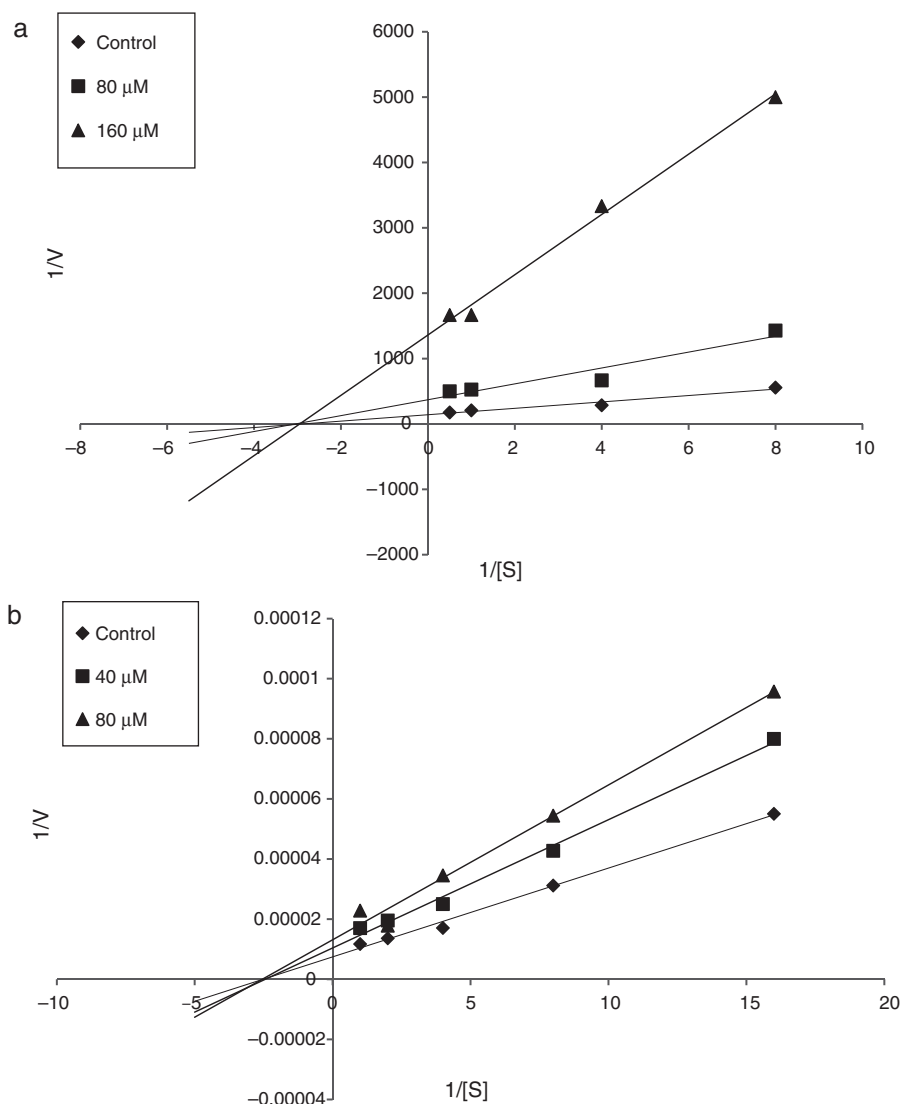 a
Control
80 μM
160 μM
6000
5000
4000
3000
2000
1000
0
−1000
−2000
1/V
−8
−6
−4
−2
0
2
4
6
8
10
1/[S]
b
Control
40 μM
80 μM
0.00012
0.0001
0.00008
0.00006
0.00004
0.00002
0
−0.00002
−0.00004
1/V
−10
−5
0
5
10
15
20
1/[S]